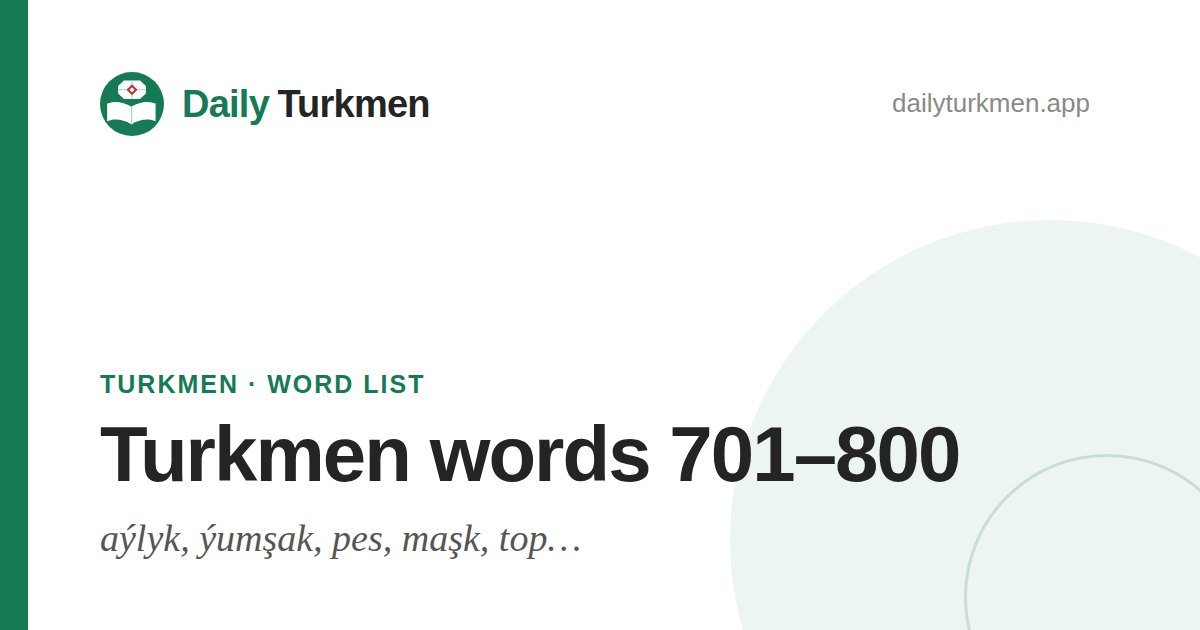 Daily Turkmen
dailyturkmen.app
TURKMEN · WORD LIST
Turkmen words 701–800
aýlyk, ýumşak, pes, maşk, top…